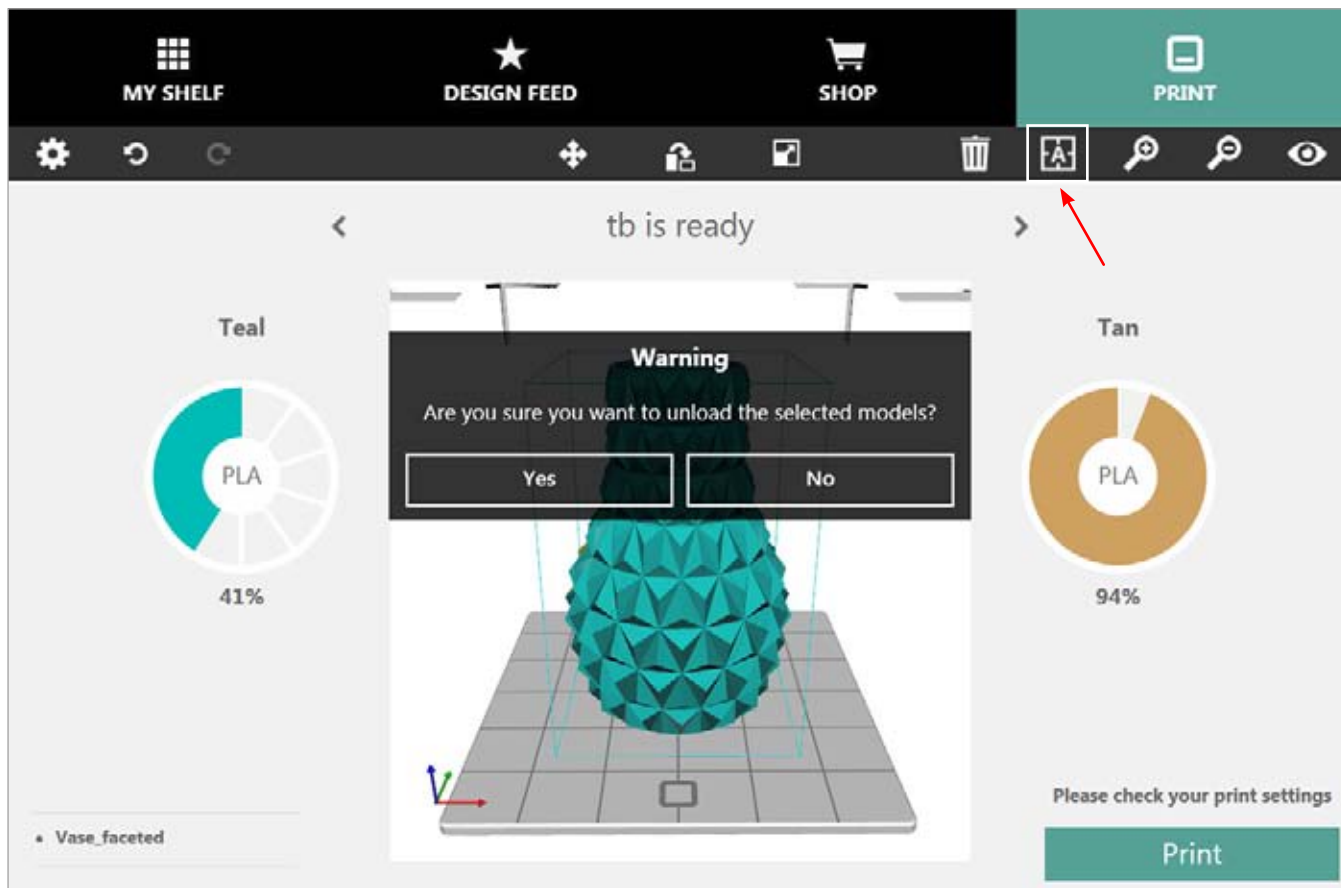 MY SHELF
DESIGN FEED
SHOP
PRINT
A
tb is ready
Teal
Tan
Warning
Are you sure you want to unload the selected models?
Yes
No
PLA
PLA
41%
94%
Please check your print settings
• Vase_faceted
Print